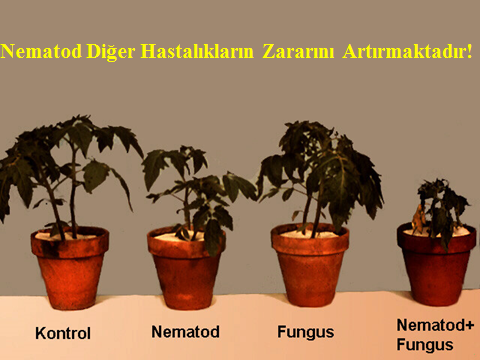 Nematod Diğer Hastalıkların Zararını Artırmaktadır!
Kontrol
Nematod
Fungus
Nematod+
Fungus